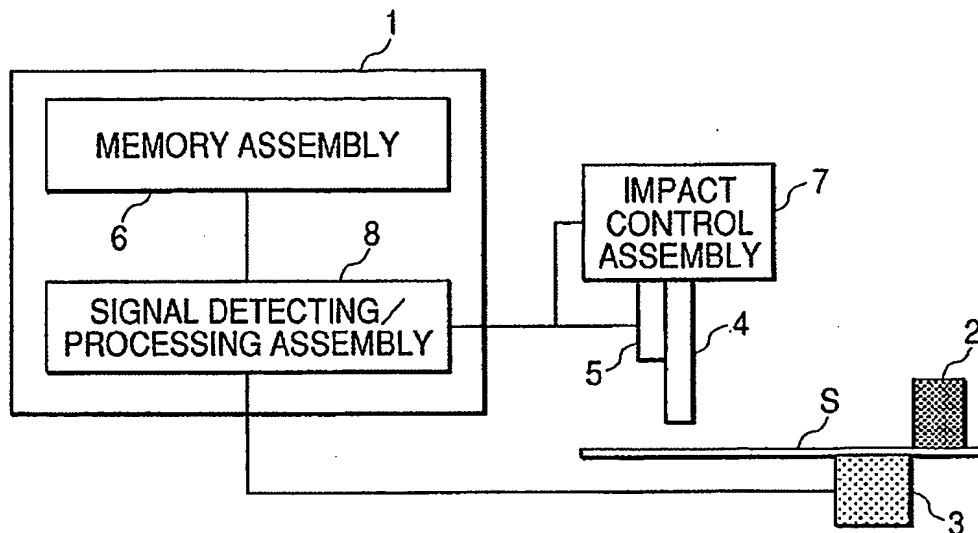 1
MEMORY ASSEMBLY
6
8
SIGNAL DETECTING/
PROCESSING ASSEMBLY
IMPACT
CONTROL
ASSEMBLY
7
5
4
2
S
3